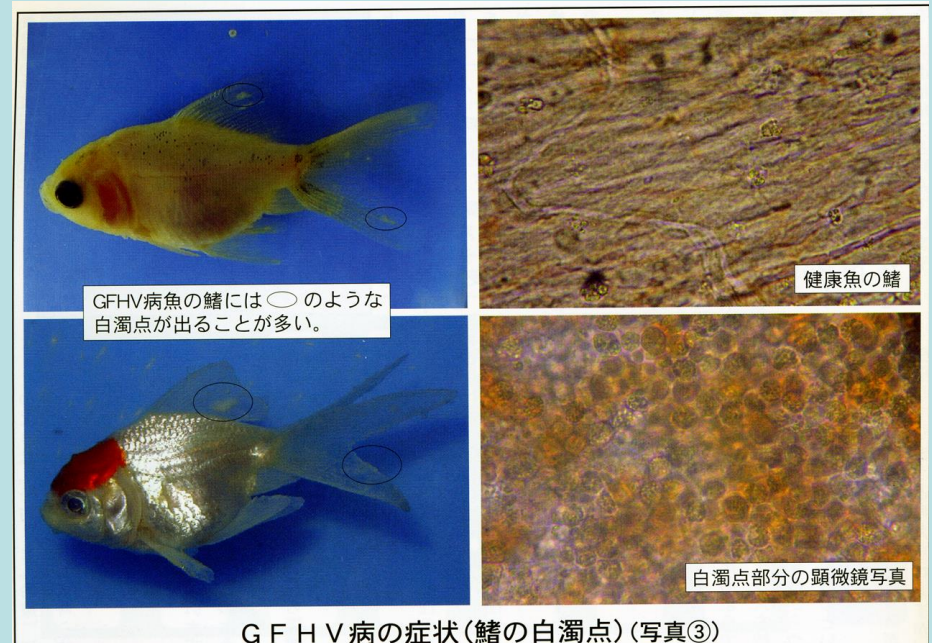 GFHV病魚の鰭には⬭のような
白濁点が出ることが多い。
健康魚の鰭
白濁点部分の顕微鏡写真
GFHV病の症状(鰭の白濁点)(写真③)